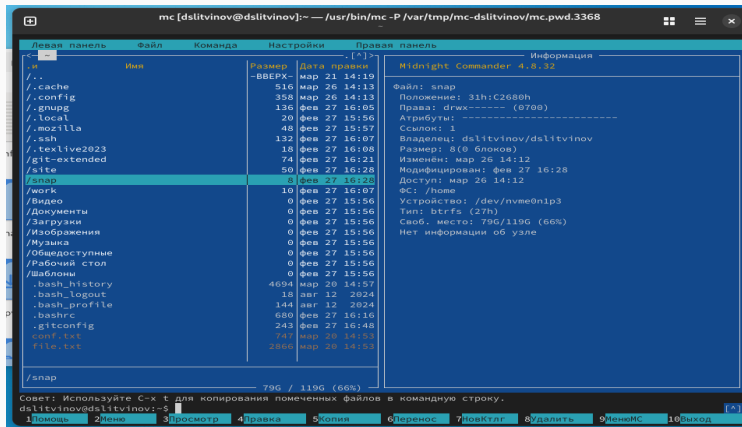 mc [dslitvinov@dslitvinov]:~ — /usr/bin/mc -P /var/tmp/mc-dslitvinov/mc.pwd.3368
Левая панель Файл Команда Настройки Правая панель
<— ~ .[^]>
.и Имя Размер Дата правки
/.. -ВВЕРХ- мар 21 14:19
/.cache 516 мар 26 14:13
/.config 358 мар 26 14:13
/.gnupg 136 фев 27 16:05
/.local 20 фев 27 15:56
/.mozilla 48 фев 27 15:57
/.ssh 132 фев 27 16:07
/.texlive2023 18 фев 27 16:08
/git-extended 74 фев 27 16:21
/site 50 фев 27 16:28
/snap 8 фев 27 16:28
/work 10 фев 27 16:07
/Видео 0 фев 27 15:56
/Документы 0 фев 27 15:56
/Загрузки 0 фев 27 15:56
/Изображения 0 фев 27 15:56
/Музыка 0 фев 27 15:56
/Общедоступные 0 фев 27 15:56
/Рабочий стол 0 фев 27 15:56
/Шаблоны 0 фев 27 15:56
.bash_history 4694 мар 20 14:57
.bash_logout 18 авг 12 2024
.bash_profile 144 авг 12 2024
.bashrc 680 фев 27 16:16
.gitconfig 243 фев 27 16:48
conf.txt 747 мар 20 14:53
file.txt 2866 мар 20 14:53
/snap
79G / 119G (66%)
Информация
Midnight Commander 4.8.32
Файл: snap
Положение: 31h:C2680h
Права: drwx------ (0700)
Атрибуты: -------------------------
Ссылок: 1
Владелец: dslitvinov/dslitvinov
Размер: 8(0 блоков)
Изменён: мар 26 14:12
Модифицирован: фев 27 16:28
Доступ: мар 26 14:12
ФС: /home
Устройство: /dev/nvme0n1p3
Тип: btrfs (27h)
Своб. место: 79G/119G (66%)
Нет информации об узле
Совет: Используйте C-x t для копирования помеченных файлов в командную строку.
dslitvinov@dslitvinov:~$ [^]
1Помощь 2Меню 3Просмотр 4Правка 5Копия 6Перенос 7НовКтлг 8Удалить 9МенюMC 10Выход